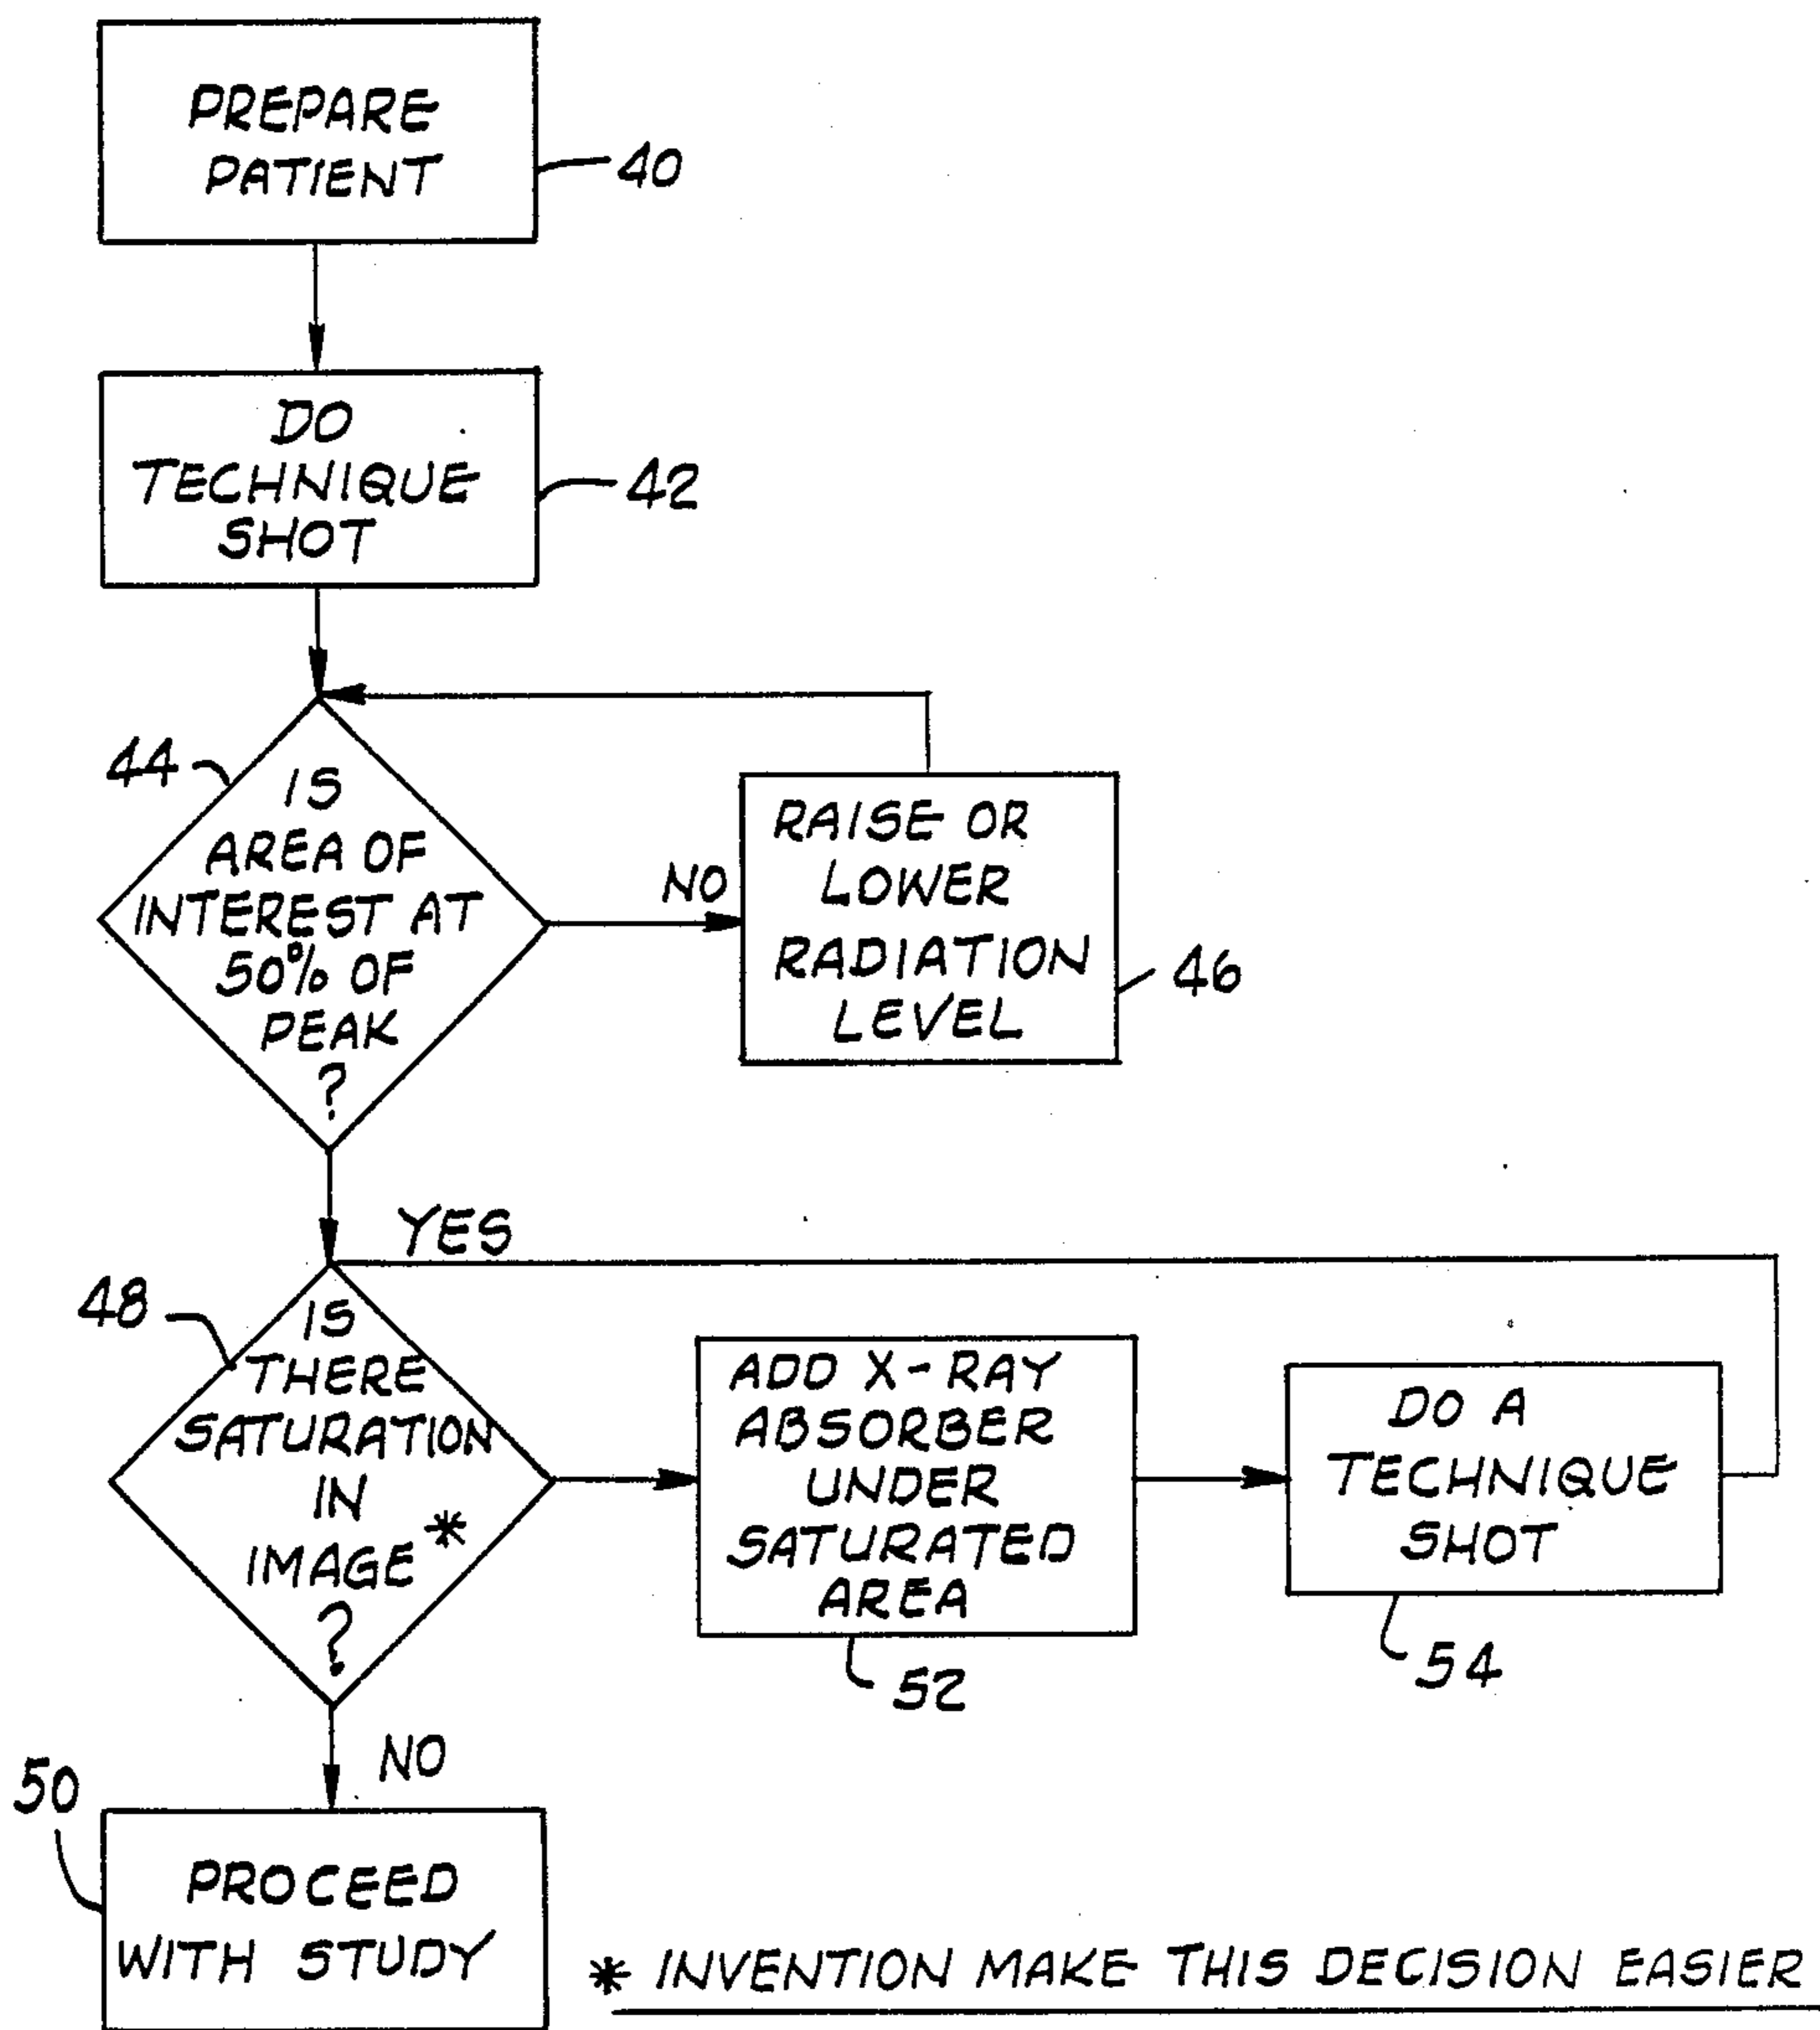 PREPARE
PATIENT
40
DO
TECHNIQUE
SHOT
42
44
IS
AREA OF
INTEREST AT
50% OF
PEAK
?
NO
RAISE OR
LOWER
RADIATION
LEVEL
46
YES
48
IS
THERE
SATURATION
IN
IMAGE *
?
ADD X-RAY
ABSORBER
UNDER
SATURATED
AREA
52
DO A
TECHNIQUE
SHOT
54
NO
50
PROCEED
WITH STUDY
* INVENTION MAKE THIS DECISION EASIER